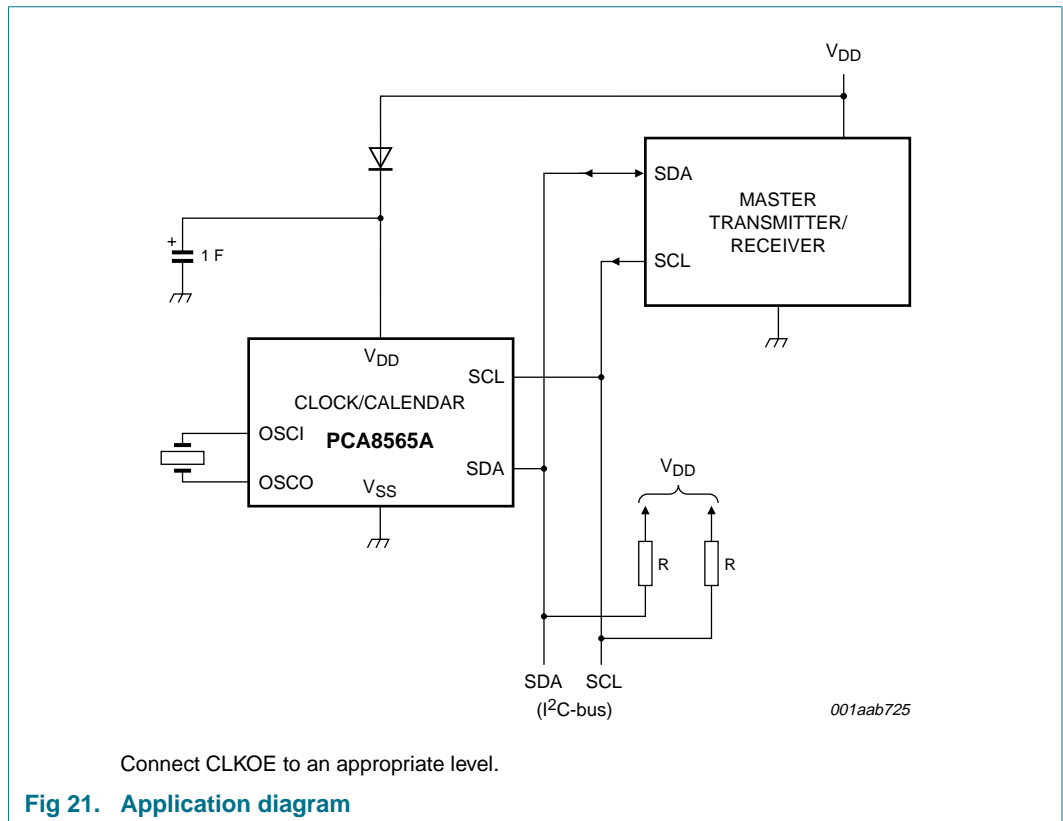 VDD
SDA
MASTER
TRANSMITTER/
RECEIVER
SCL
+
1 F
VDD
SCL
CLOCK/CALENDAR
OSCI
PCA8565A
SDA
OSCO
VSS
VDD
R
R
SDA SCL
(I2C-bus)
001aab725
Connect CLKOE to an appropriate level.
Fig 21. Application diagram